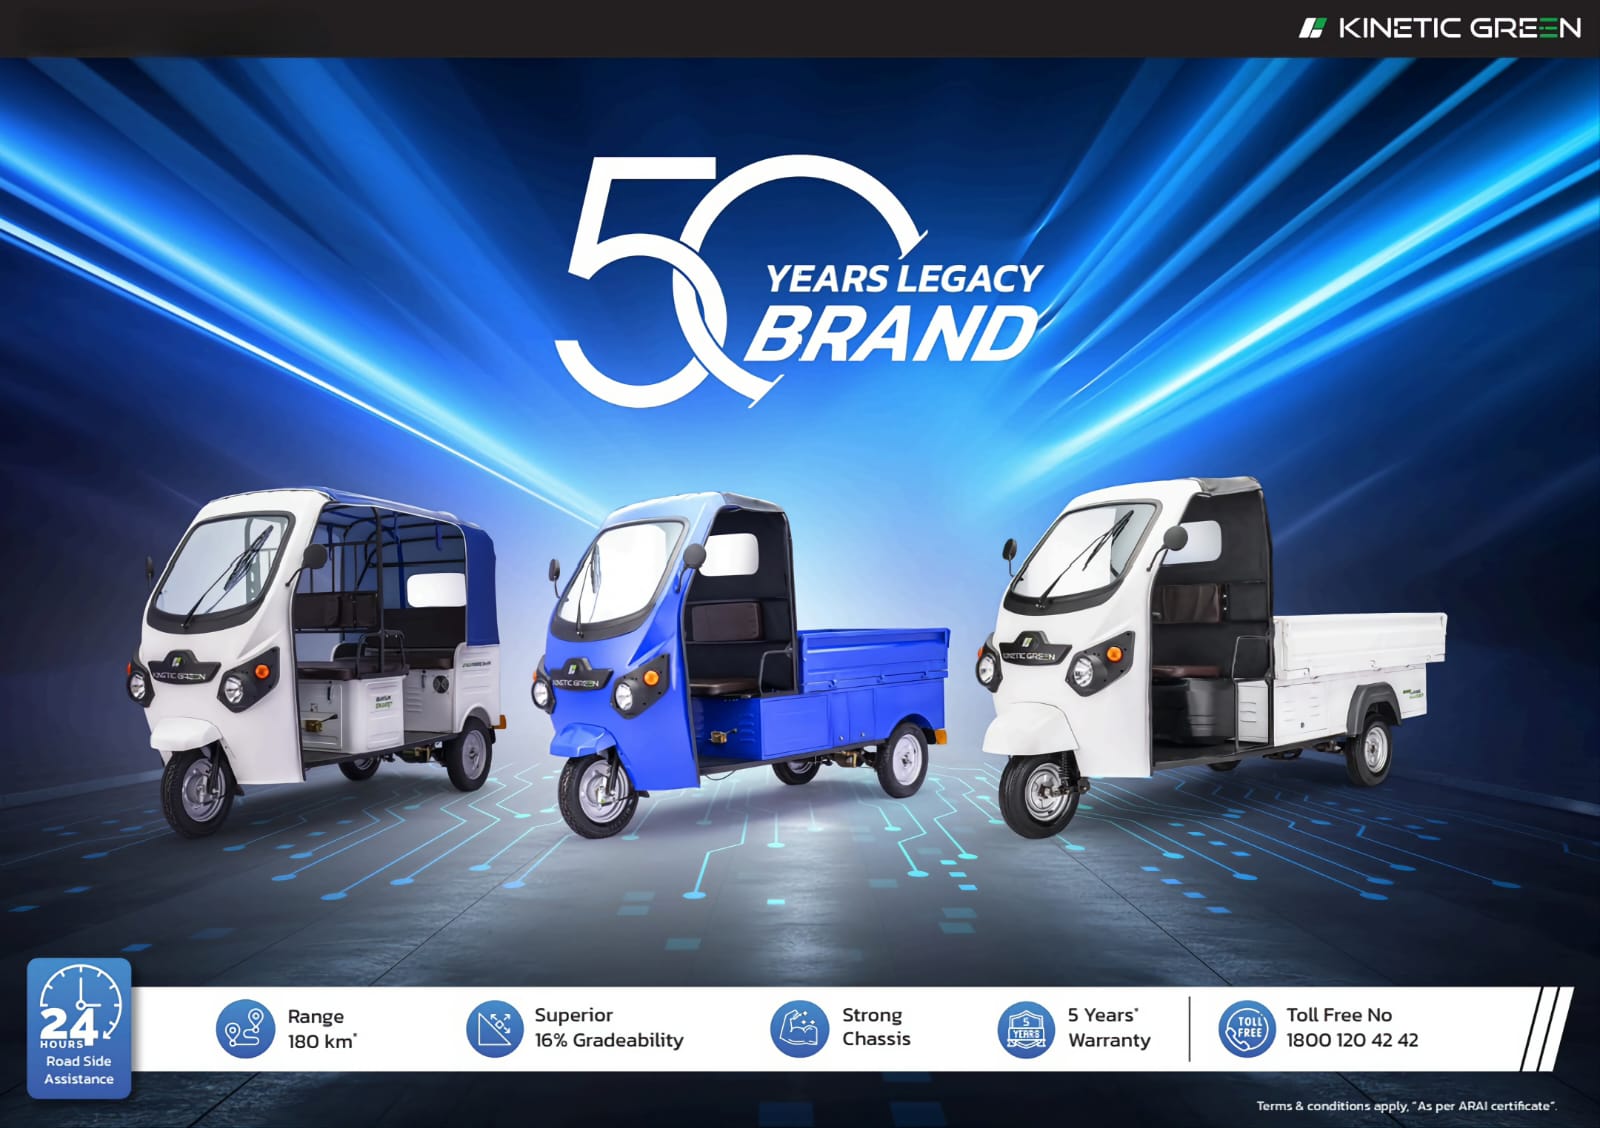 KINETIC GREEN
50
YEARS LEGACY
BRAND
KINETIC GREEN
KINETIC GREEN
KINETIC GREEN
24
HOURS
Road Side
Assistance
Range
180 km*
Superior
16% Gradeability
Strong
Chassis
5
YEARS
5 Years*
Warranty
TOLL
FREE
Toll Free No
1800 120 42 42
Terms & conditions apply, "As per ARAI certificate".